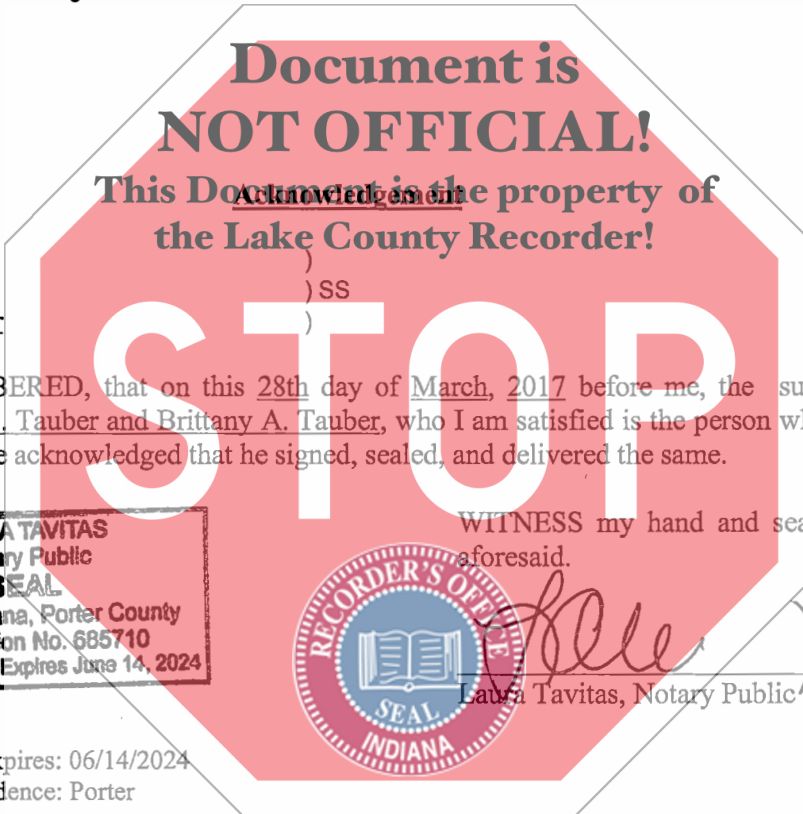 Document is
NOT OFFICIAL!
This Document is the property of
Acknowledgement
the Lake County Recorder!
)
) SS
)
BERED, that on this 28th day of March, 2017 before me, the su
. Tauber and Brittany A. Tauber, who I am satisfied is the person w
e acknowledged that he signed, sealed, and delivered the same.
STOP
A TAVITAS
ry Public
SEAL
na, Porter County
on No. 685710
Expires June 14, 2024
WITNESS my hand and sea
aforesaid.
RECORDER'S OFFICE
SEAL
INDIANA
Laura Tavitas, Notary Public
pires: 06/14/2024
dence: Porter